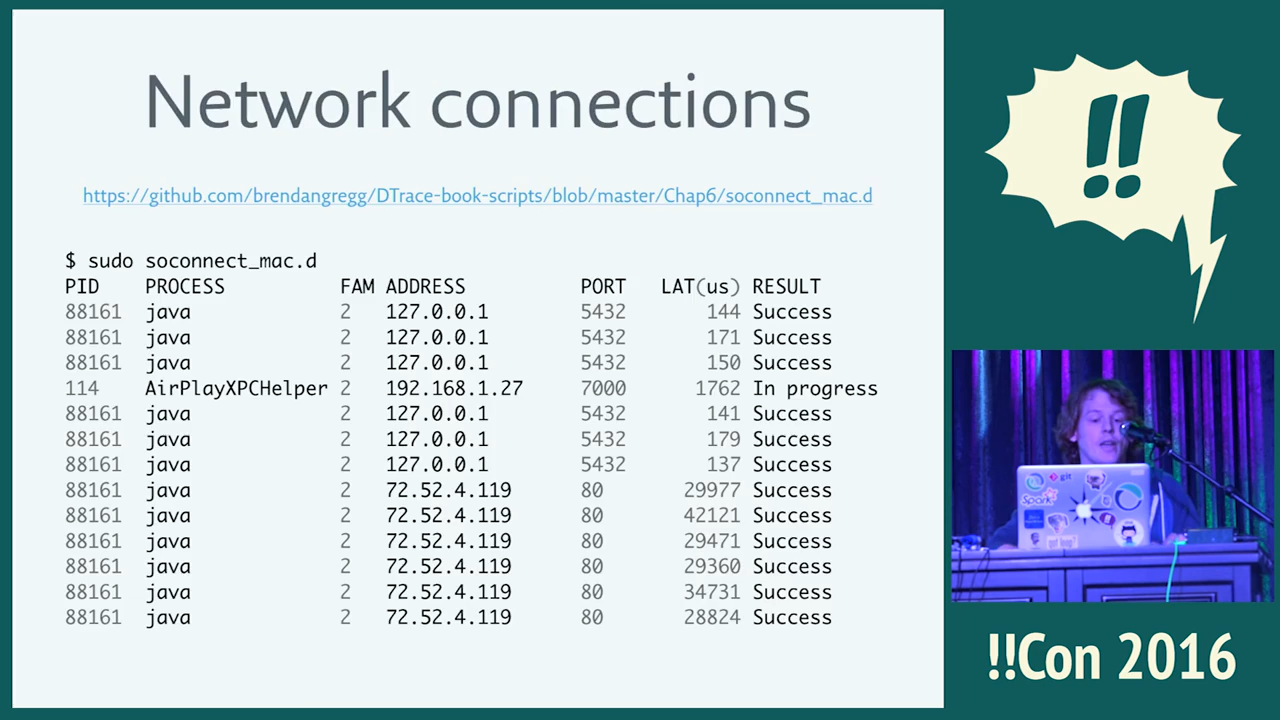 Network connections
https://github.com/brendangregg/DTrace-book-scripts/blob/master/Chap6/soconnect_mac.d
$ sudo soconnect_mac.d
PID PROCESS FAM ADDRESS PORT LAT(us) RESULT
88161 java 2 127.0.0.1 5432 144 Success
88161 java 2 127.0.0.1 5432 171 Success
88161 java 2 127.0.0.1 5432 150 Success
114 AirPlayXPCHelper 2 192.168.1.27 7000 1762 In progress
88161 java 2 127.0.0.1 5432 141 Success
88161 java 2 127.0.0.1 5432 179 Success
88161 java 2 127.0.0.1 5432 137 Success
88161 java 2 72.52.4.119 80 29977 Success
88161 java 2 72.52.4.119 80 42121 Success
88161 java 2 72.52.4.119 80 29471 Success
88161 java 2 72.52.4.119 80 29360 Success
88161 java 2 72.52.4.119 80 34731 Success
88161 java 2 72.52.4.119 80 28824 Success
!!
git
Spark
!!Con 2016